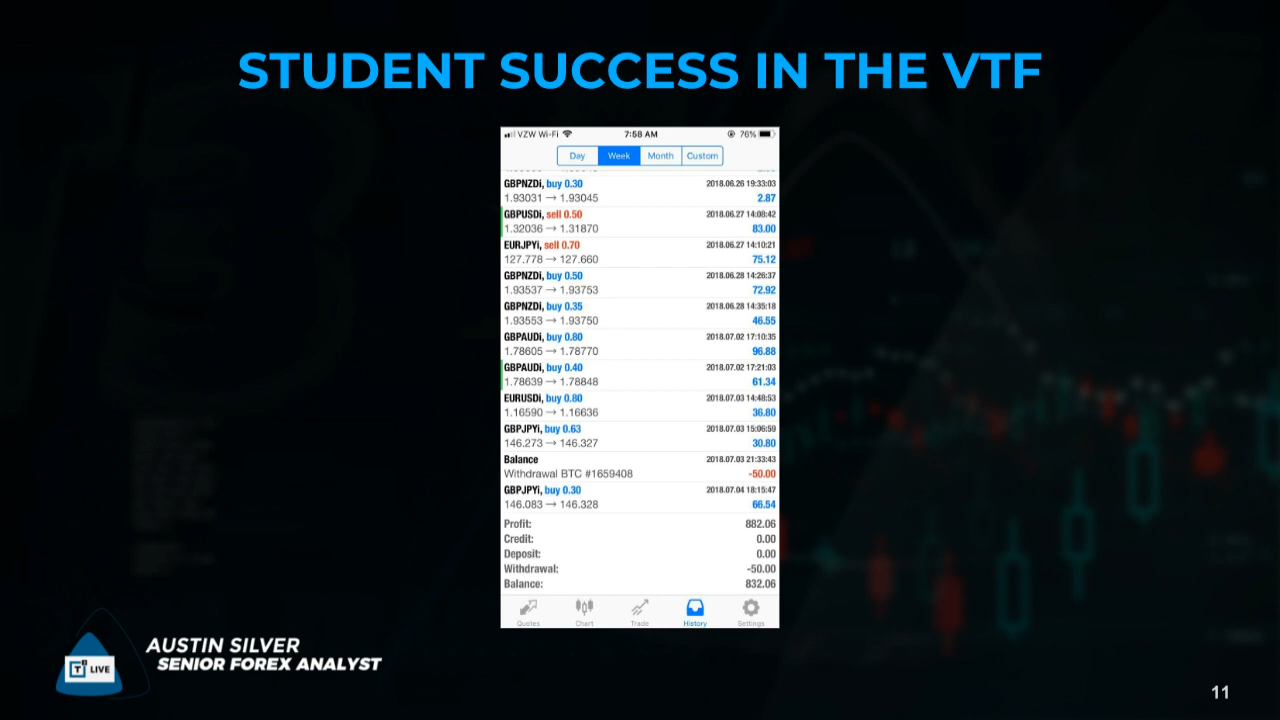 STUDENT SUCCESS IN THE VTF
VZW Wi-Fi 7:58 AM 76%
Day Week Month Custom
GBPNZDi, buy 0.30 2018.06.26 19:33:03
1.93031 → 1.93045 2.87
GBPUSDi, sell 0.50 2018.06.27 14:08:42
1.32036 → 1.31870 83.00
EURJPYi, sell 0.70 2018.06.27 14:10:21
127.778 → 127.660 75.12
GBPNZDi, buy 0.50 2018.06.28 14:26:37
1.93537 → 1.93753 72.92
GBPNZDi, buy 0.35 2018.06.28 14:35:18
1.93553 → 1.93750 46.55
GBPAUDi, buy 0.80 2018.07.02 17:10:35
1.78605 → 1.78770 96.88
GBPAUDi, buy 0.40 2018.07.02 17:21:03
1.78639 → 1.78848 61.34
EURUSDi, buy 0.80 2018.07.03 14:48:53
1.16590 → 1.16636 36.80
GBPJPYi, buy 0.63 2018.07.03 15:06:59
146.273 → 146.327 30.80
Balance 2018.07.03 21:33:43
Withdrawal BTC #1659408 -50.00
GBPJPYi, buy 0.30 2018.07.04 18:15:47
146.083 → 146.328 66.54
Profit: 882.06
Credit: 0.00
Deposit: 0.00
Withdrawal: -50.00
Balance: 832.06
Quotes Chart Trade History Settings
AUSTIN SILVER
SENIOR FOREX ANALYST
LIVE
11